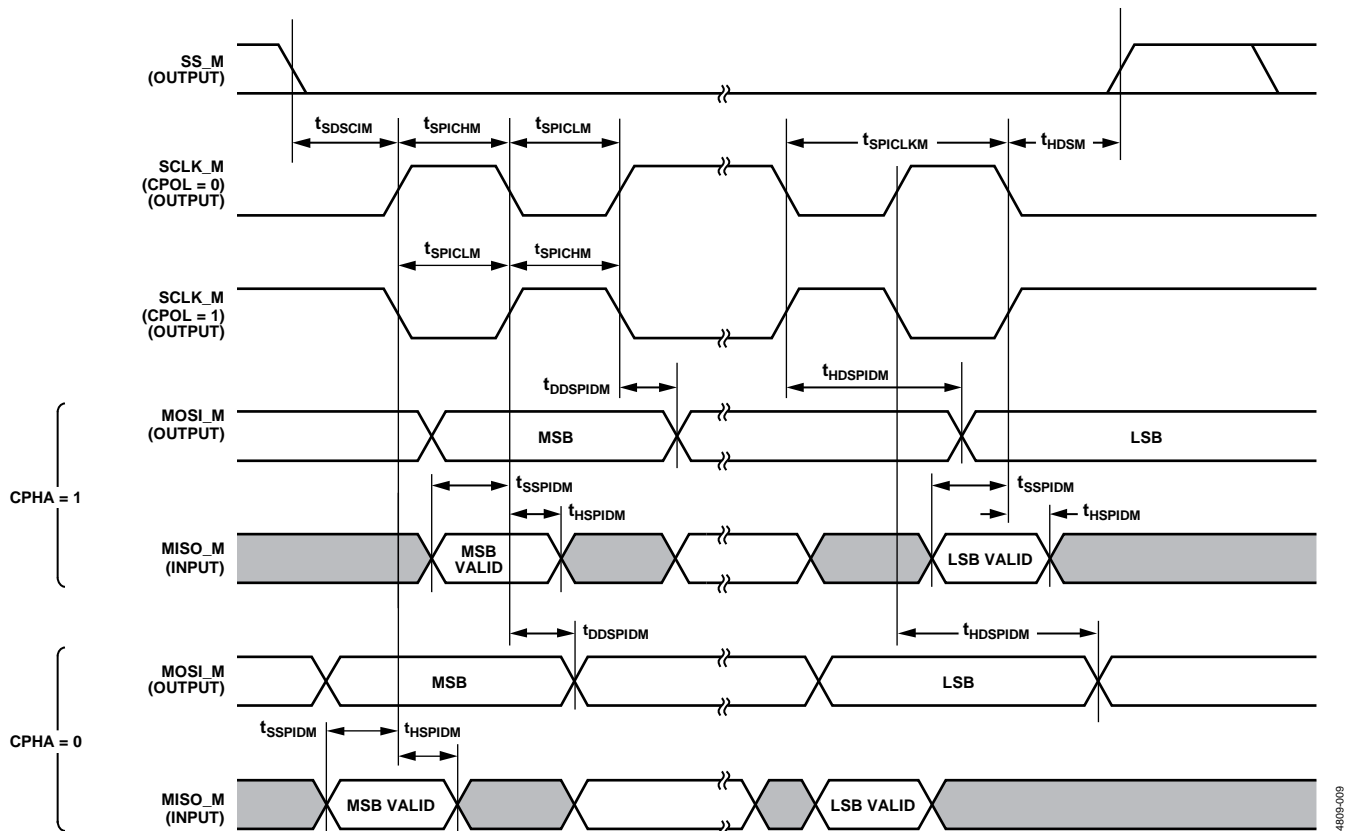 SS_M
(OUTPUT)
tSDSCIM
tSPICHM
tSPICLM
tSPICLKM
tHDSM
SCLK_M
(CPOL = 0)
(OUTPUT)
tSPICLM
tSPICHM
SCLK_M
(CPOL = 1)
(OUTPUT)
tDDSPIDM
tHDSPIDM
MOSI_M
(OUTPUT)
MSB
LSB
CPHA = 1
tSSPIDM
tSSPIDM
tHSPIDM
tHSPIDM
MISO_M
(INPUT)
MSB
VALID
LSB VALID
tDDSPIDM
tHDSPIDM
MOSI_M
(OUTPUT)
MSB
LSB
CPHA = 0
tSSPIDM
tHSPIDM
MISO_M
(INPUT)
MSB VALID
LSB VALID
4809-009